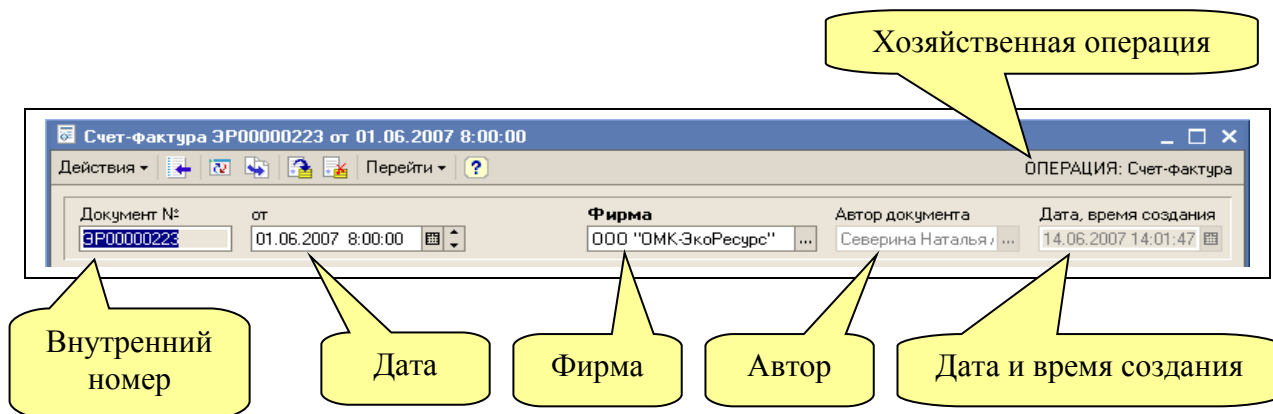 Хозяйственная операция
Счет-фактура ЭР00000223 от 01.06.2007 8:00:00
Действия Перейти ? ОПЕРАЦИЯ: Счет-фактура
Документ № от Фирма Автор документа Дата, время создания
ЭР00000223 01.06.2007 8:00:00 ООО "ОМК-ЭкоРесурс" ... Северина Наталья ... 14.06.2007 14:01:47
Внутренний
номер
Дата
Фирма
Автор
Дата и время создания